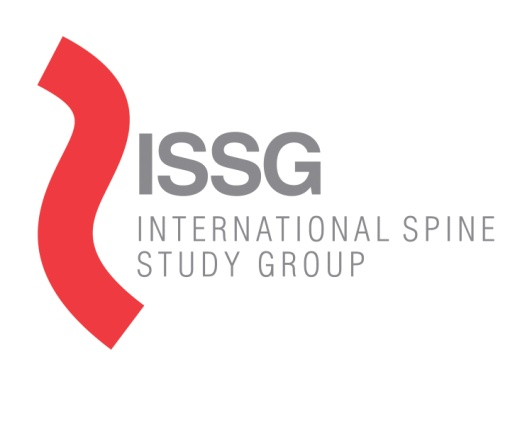 ISSG
INTERNATIONAL SPINE
STUDY GROUP